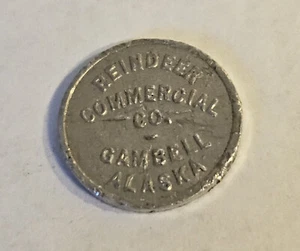 REINDEER
COMMERCIAL
CO.
GAMBELL
ALASKA